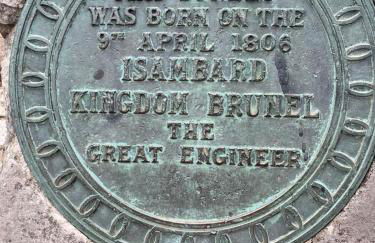 WAS BORN ON THE
9TH APRIL 1806
ISAMBARD
KINGDOM BRUNEL
THE
GREAT ENGINEER